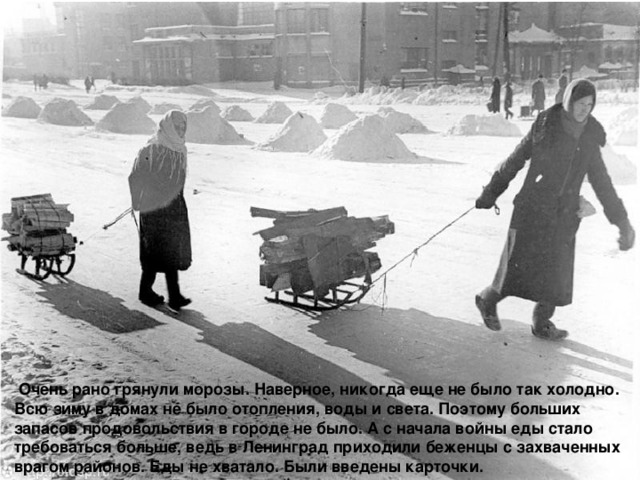 Очень рано грянули морозы. Наверное, никогда еще не было так холодно.
Всю зиму в домах не было отопления, воды и света. Поэтому больших
запасов продовольствия в городе не было. А с начала войны еды стало
требоваться больше, ведь в Ленинград приходили беженцы с захваченных
врагом районов. Еды не хватало. Были введены карточки.